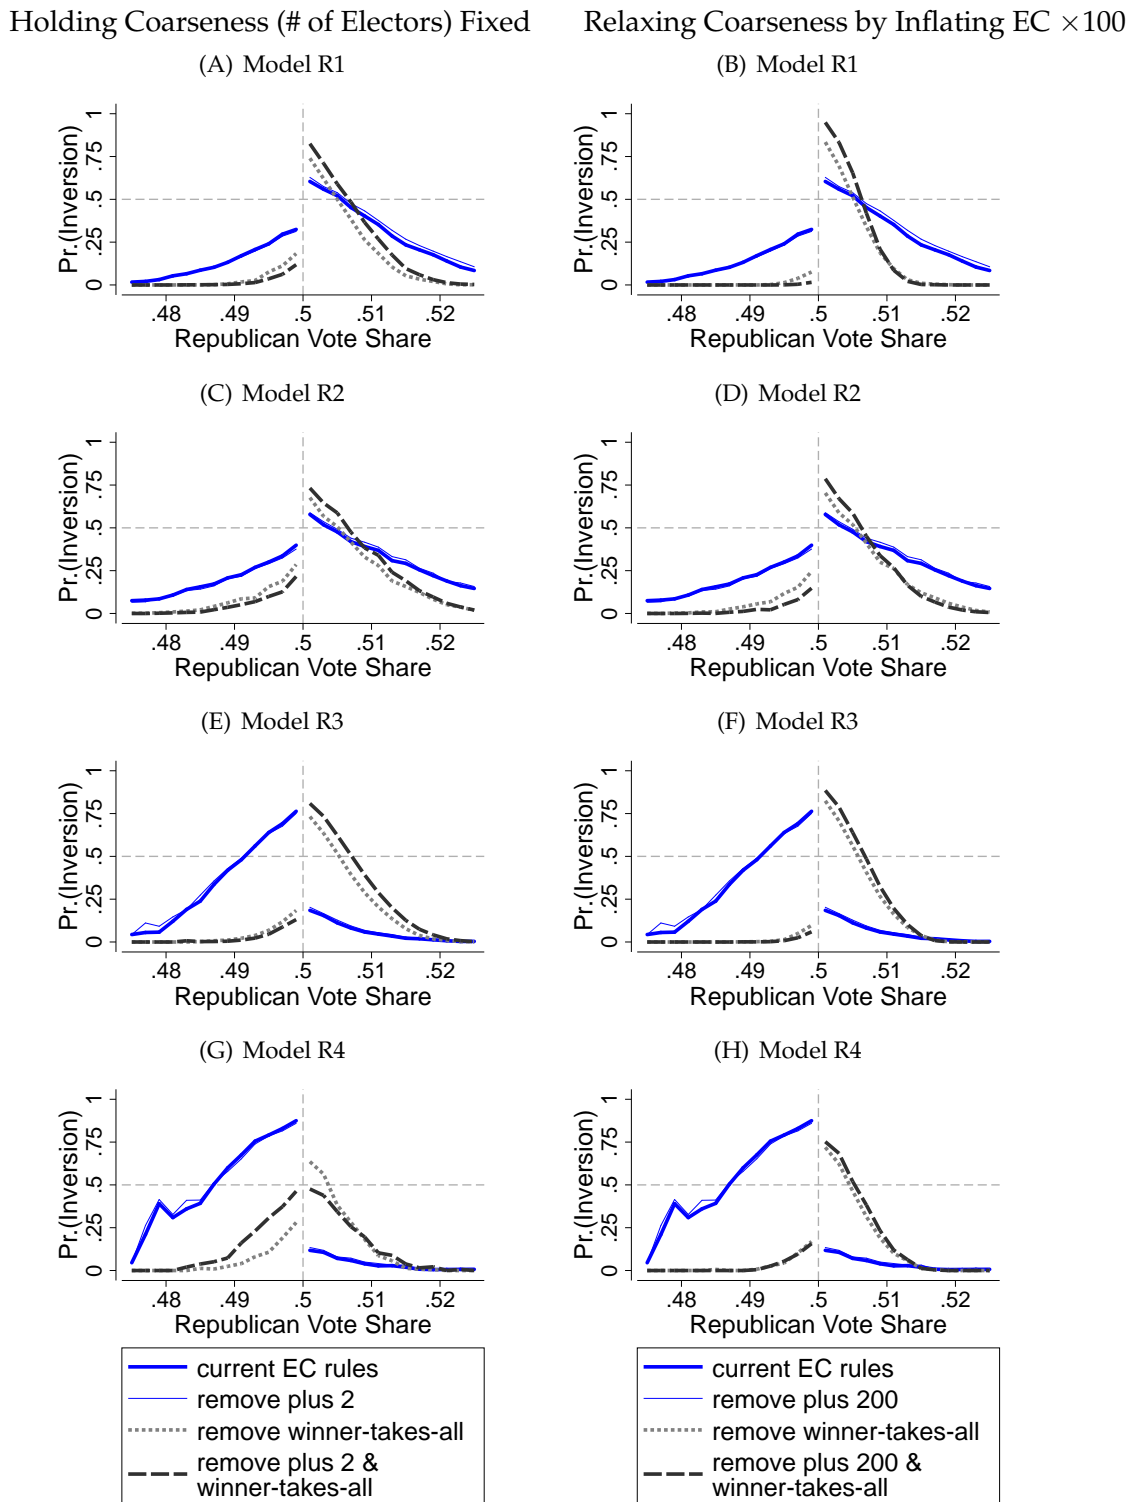 Holding Coarseness (# of Electors) Fixed
Relaxing Coarseness by Inflating EC ×100
(A) Model R1
(B) Model R1
Pr.(Inversion)
0 .25 .5 .75 1
.48 .49 .5 .51 .52
Republican Vote Share
Pr.(Inversion)
0 .25 .5 .75 1
.48 .49 .5 .51 .52
Republican Vote Share
(C) Model R2
(D) Model R2
Pr.(Inversion)
0 .25 .5 .75 1
.48 .49 .5 .51 .52
Republican Vote Share
Pr.(Inversion)
0 .25 .5 .75 1
.48 .49 .5 .51 .52
Republican Vote Share
(E) Model R3
(F) Model R3
Pr.(Inversion)
0 .25 .5 .75 1
.48 .49 .5 .51 .52
Republican Vote Share
Pr.(Inversion)
0 .25 .5 .75 1
.48 .49 .5 .51 .52
Republican Vote Share
(G) Model R4
(H) Model R4
Pr.(Inversion)
0 .25 .5 .75 1
.48 .49 .5 .51 .52
Republican Vote Share
Pr.(Inversion)
0 .25 .5 .75 1
.48 .49 .5 .51 .52
Republican Vote Share
current EC rules
remove plus 2
remove winner-takes-all
remove plus 2 &
winner-takes-all
current EC rules
remove plus 200
remove winner-takes-all
remove plus 200 &
winner-takes-all